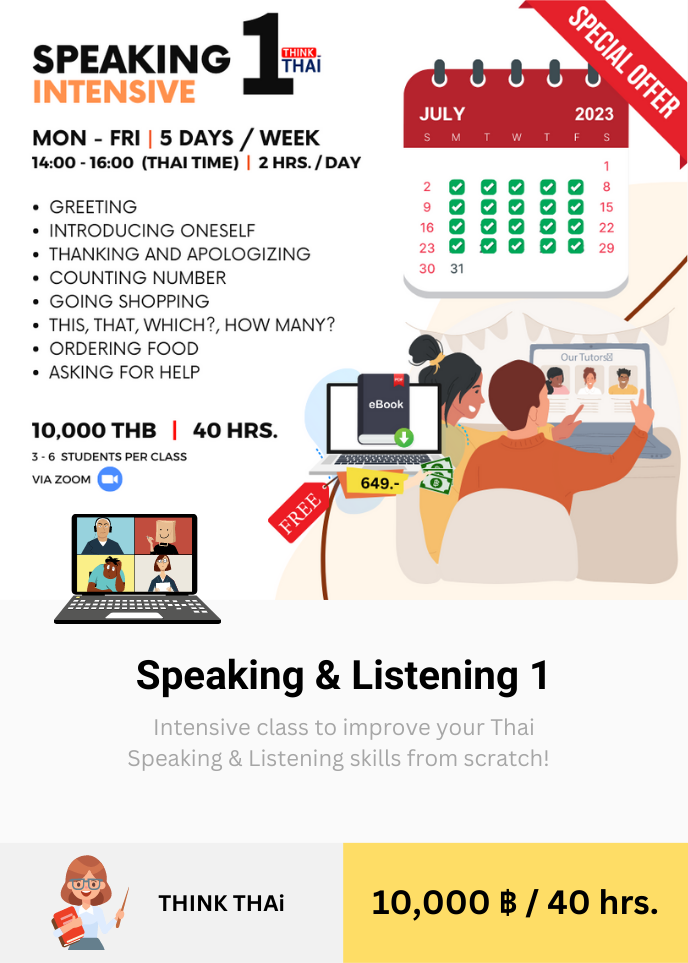 SPEAKING
INTENSIVE
1
THINK
THAi
SPECIAL OFFER
MON - FRI | 5 DAYS / WEEK
14:00 - 16:00 (THAI TIME) | 2 HRS. / DAY
• GREETING
• INTRODUCING ONESELF
• THANKING AND APOLOGIZING
• COUNTING NUMBER
• GOING SHOPPING
• THIS, THAT, WHICH?, HOW MANY?
• ORDERING FOOD
• ASKING FOR HELP
10,000 THB | 40 HRS.
3 - 6 STUDENTS PER CLASS
VIA ZOOM
JULY 2023
S M T W T F S
1
2 8
9 15
16 22
23 29
30 31
Our Tutors
PDF
eBook
649.-
FREE
Speaking & Listening 1
Intensive class to improve your Thai
Speaking & Listening skills from scratch!
THINK THAi
10,000 ฿ / 40 hrs.